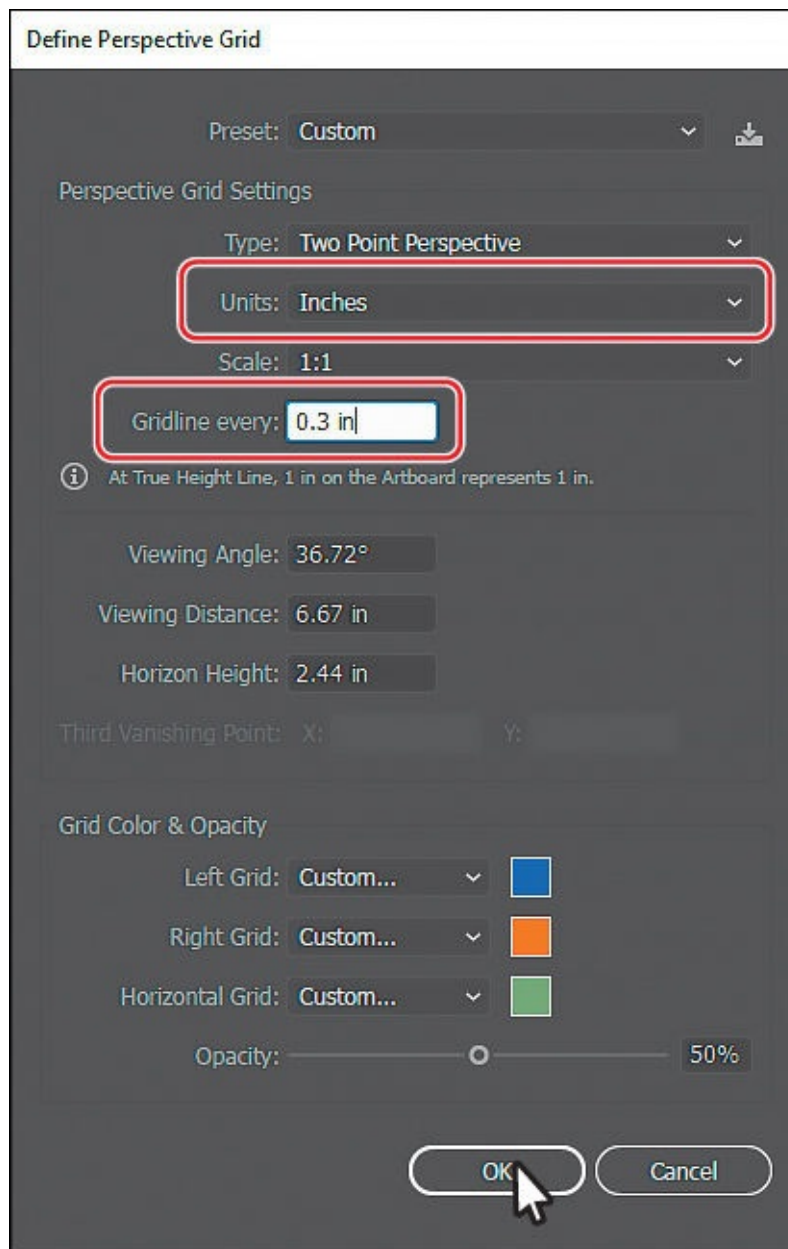 Define Perspective Grid
Preset: Custom
Perspective Grid Settings
Type: Two Point Perspective
Units: Inches
Scale: 1:1
Gridline every: 0.3 in
At True Height Line, 1 in on the Artboard represents 1 in.
Viewing Angle: 36.72°
Viewing Distance: 6.67 in
Horizon Height: 2.44 in
Third Vanishing Point: X: Y:
Grid Color & Opacity
Left Grid: Custom...
Right Grid: Custom...
Horizontal Grid: Custom...
Opacity: 50%
OK Cancel